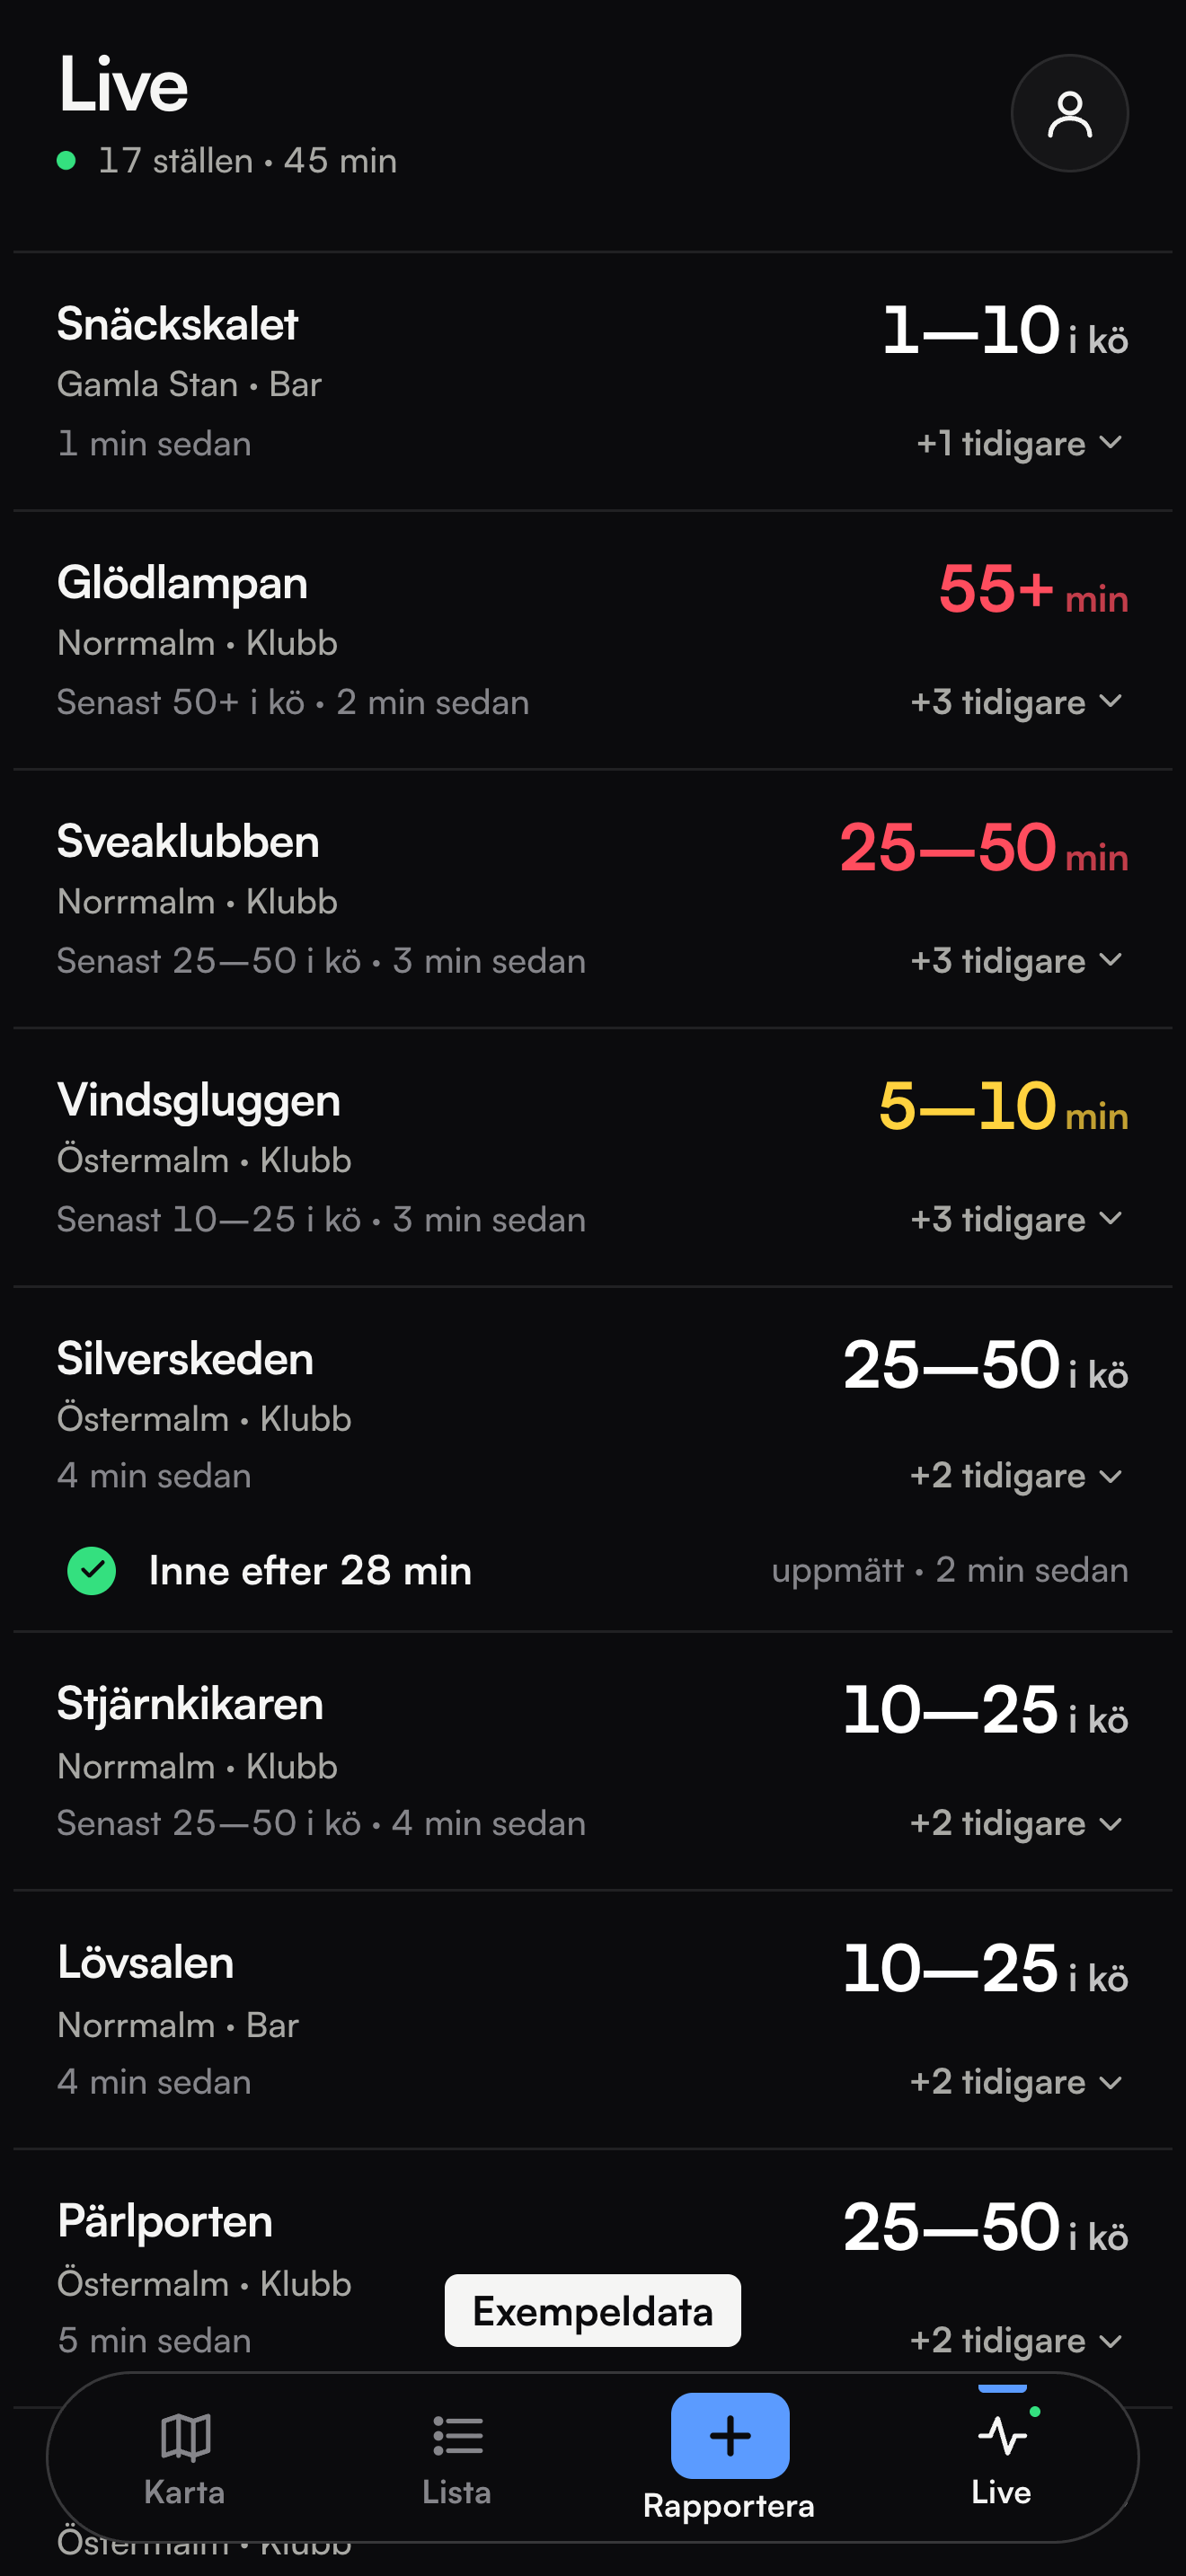 Live
17 ställen · 45 min
Snäckskalet
1—10 i kö
Gamla Stan · Bar
1 min sedan
+1 tidigare
Glödlampan
55+ min
Norrmalm · Klubb
Senast 50+ i kö · 2 min sedan
+3 tidigare
Sveaklubben
25—50 min
Norrmalm · Klubb
Senast 25—50 i kö · 3 min sedan
+3 tidigare
Vindsgluggen
5—10 min
Östermalm · Klubb
Senast 10—25 i kö · 3 min sedan
+3 tidigare
Silverskeden
25—50 i kö
Östermalm · Klubb
4 min sedan
+2 tidigare
Inne efter 28 min
uppmätt · 2 min sedan
Stjärnkikaren
10—25 i kö
Norrmalm · Klubb
Senast 25—50 i kö · 4 min sedan
+2 tidigare
Lövsalen
10—25 i kö
Norrmalm · Bar
4 min sedan
+2 tidigare
Pärlporten
25—50 i kö
Östermalm · Klubb
Exempeldata
5 min sedan
+2 tidigare
Karta
Lista
Rapportera
Live
Östermalm · Klubb